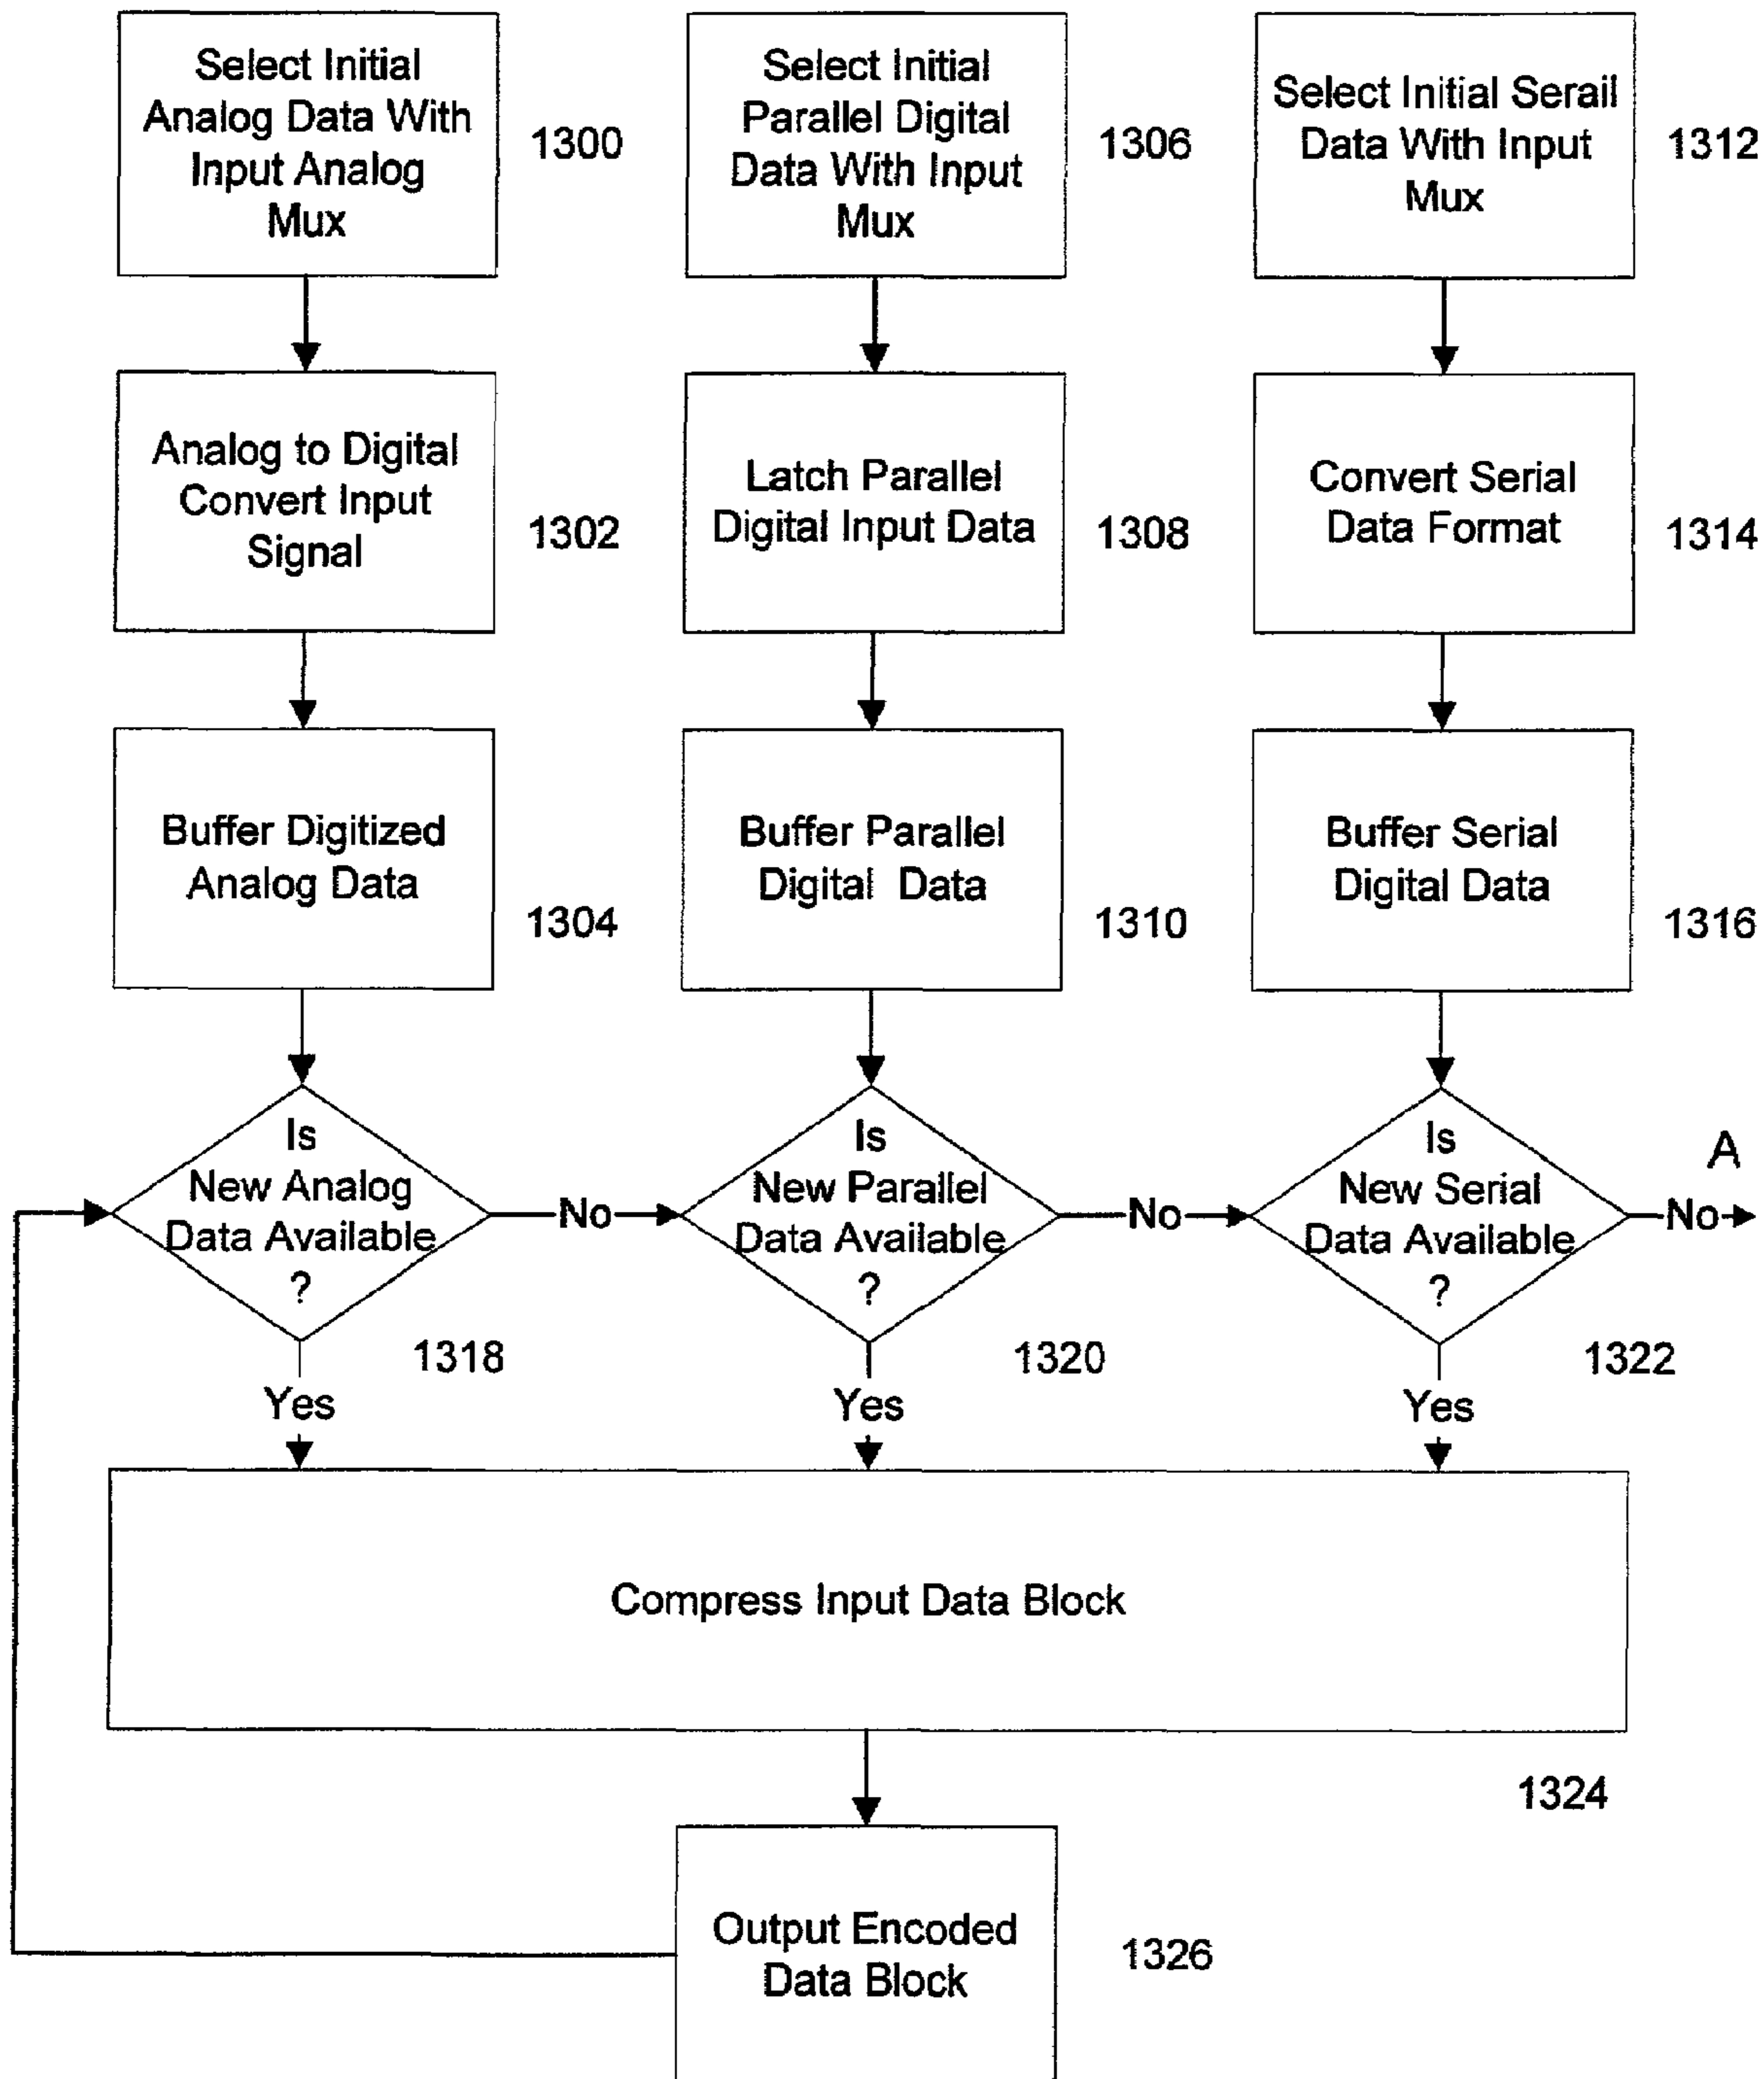 Select Initial
Analog Data With
Input Analog
Mux
1300
Select Initial
Parallel Digital
Data With Input
Mux
1306
Select Initial Serail
Data With Input
Mux
1312
Analog to Digital
Convert Input
Signal
1302
Latch Parallel
Digital Input Data
1308
Convert Serial
Data Format
1314
Buffer Digitized
Analog Data
1304
Buffer Parallel
Digital Data
1310
Buffer Serial
Digital Data
1316
Is
New Analog
Data Available
?
1318
No
Is
New Parallel
Data Available
?
1320
No
Is
New Serial
Data Available
?
1322
A
No
Yes
Yes
Yes
Compress Input Data Block
1324
Output Encoded
Data Block
1326